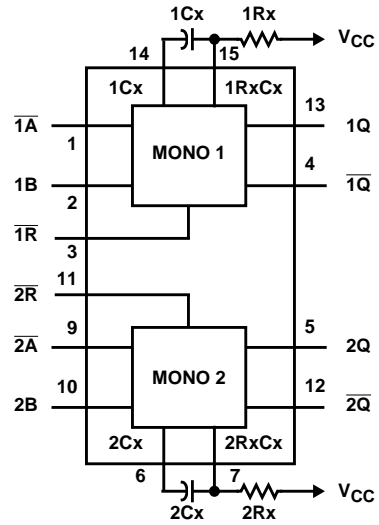 1Cx 1Rx
14 15 VCC
1Cx 1RxCx
1A 1 13 1Q
MONO 1
1B 2 4 1Q
1R 3
2R 11
2A 9 5 2Q
MONO 2
2B 10 12 2Q
2Cx 2RxCx
6 7 VCC
2Cx 2Rx